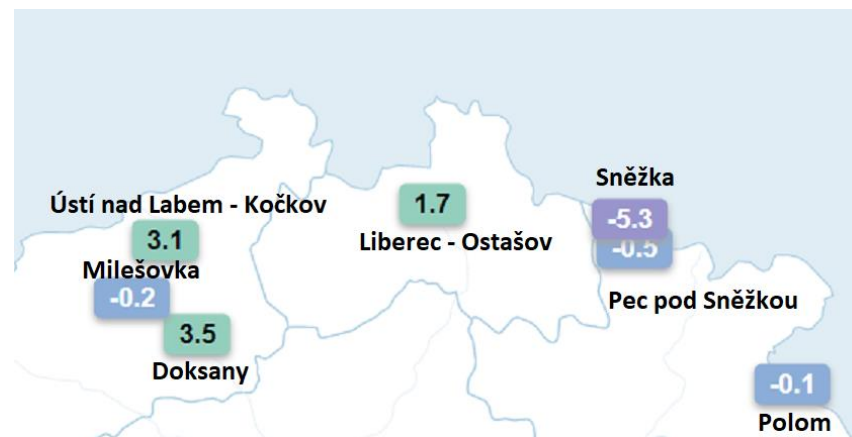 Sněžka
-5.3
Ústí nad Labem - Kočkov
1.7
3.1
Liberec - Ostašov
-0.5
Milešovka
-0.2
Pec pod Sněžkou
3.5
Doksany
-0.1
Polom